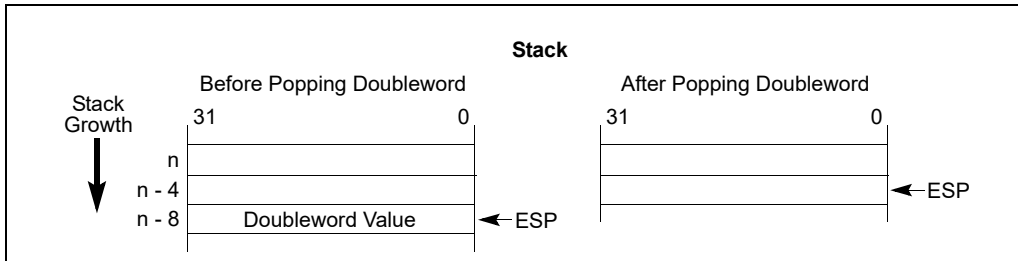 Stack
Before Popping Doubleword
After Popping Doubleword
Stack
Growth
31 0
31 0
n
n - 4
ESP
n - 8 Doubleword Value
ESP